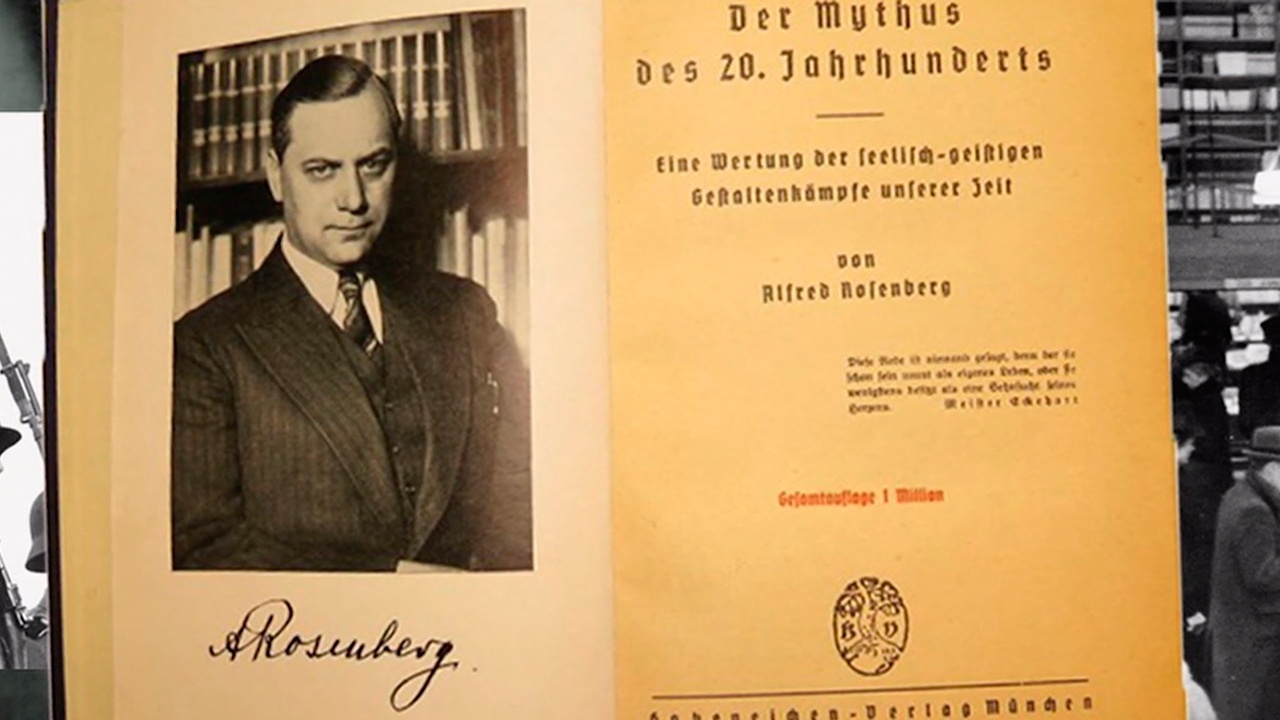 A Rosenberg.
Der Mythus
des 20. Jahrhunderts
Eine Wertung der seelisch-geistigen
Gestaltenkämpfe unserer Zeit
von
Alfred Rosenberg
Diese Rede ist niemand gesagt, denn der sie
schon sein nennt als eigenes Leben, oder sie
wenigstens besitzt als eine Sehnsucht seines
Herzens. Meister Eckehart
Gesamtauflage 1 Million
H V
Hoheneichen-Verlag München